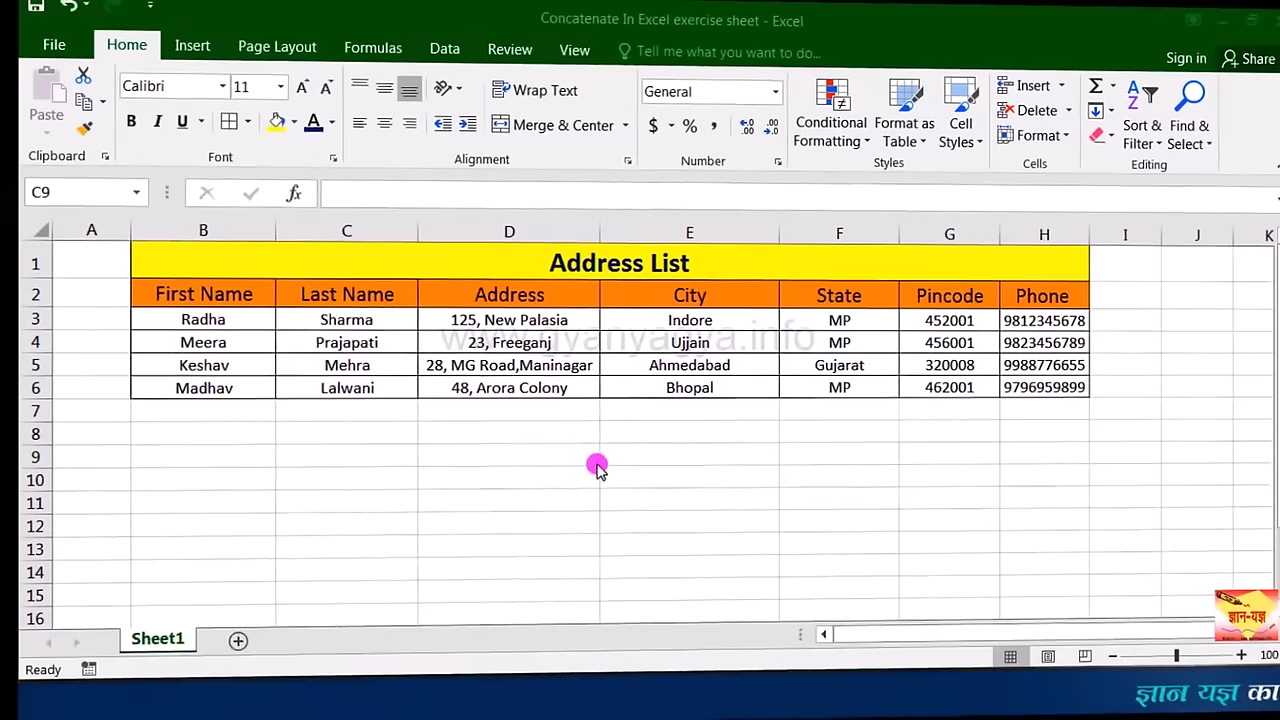 Concatenate In Excel exercise sheet - Excel
File Home Insert Page Layout Formulas Data Review View Tell me what you want to do... Sign in Share
Paste
Calibri 11
B I U
Wrap Text
Merge & Center
General
$ % ,
Conditional Formatting
Format as Table
Cell Styles
Insert
Delete
Format
Sort & Filter
Find & Select
Clipboard Font Alignment Number Styles Cells Editing
C9 fx
A B C D E F G H I J K
1 Address List
2 First Name Last Name Address City State Pincode Phone
3 Radha Sharma 125, New Palasia Indore MP 452001 9812345678
4 Meera Prajapati 23, Freeganj Ujjain MP 456001 9823456789
5 Keshav Mehra 28, MG Road,Maninagar Ahmedabad Gujarat 320008 9988776655
6 Madhav Lalwani 48, Arora Colony Bhopal MP 462001 9796959899
www.gyanyagya.info
7
8
9
10
11
12
13
14
15
16
ज्ञान-यज्ञ
Sheet1
Ready 100
ज्ञान यज्ञ का